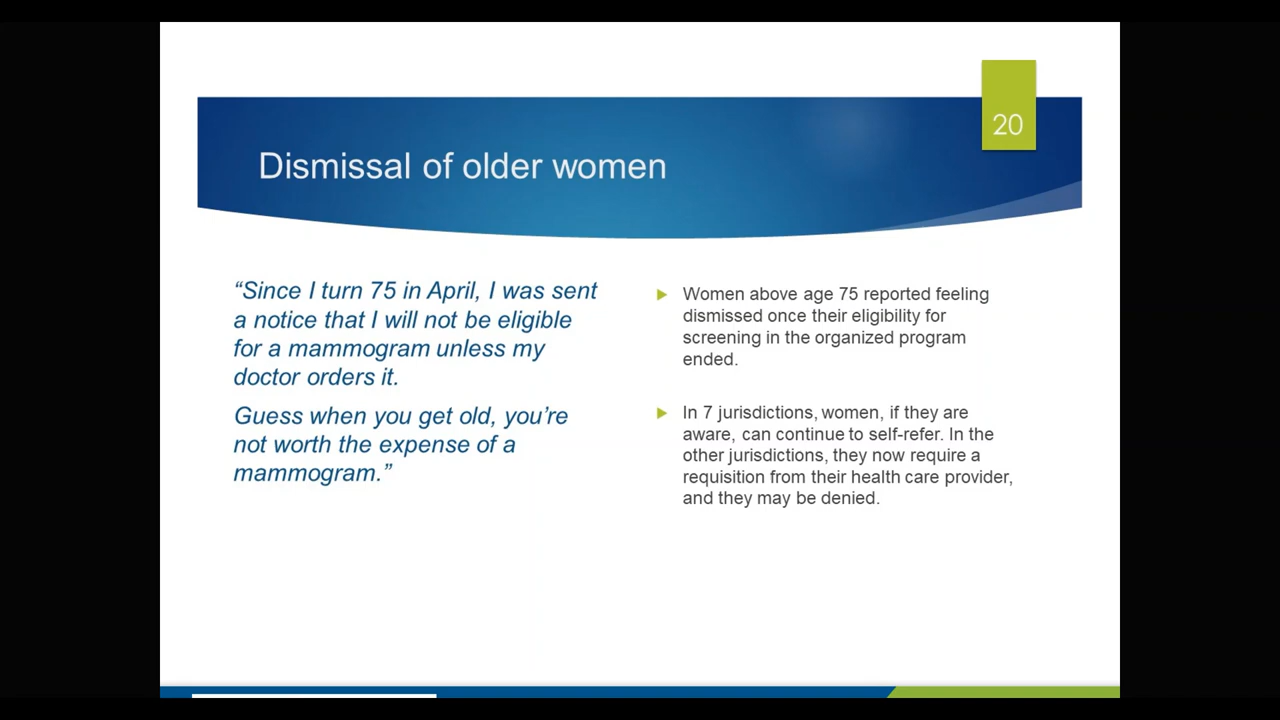 20
Dismissal of older women
“Since I turn 75 in April, I was sent
a notice that I will not be eligible
for a mammogram unless my
doctor orders it.
Guess when you get old, you’re
not worth the expense of a
mammogram.”
Women above age 75 reported feeling
dismissed once their eligibility for
screening in the organized program
ended.
In 7 jurisdictions, women, if they are
aware, can continue to self-refer. In the
other jurisdictions, they now require a
requisition from their health care provider,
and they may be denied.